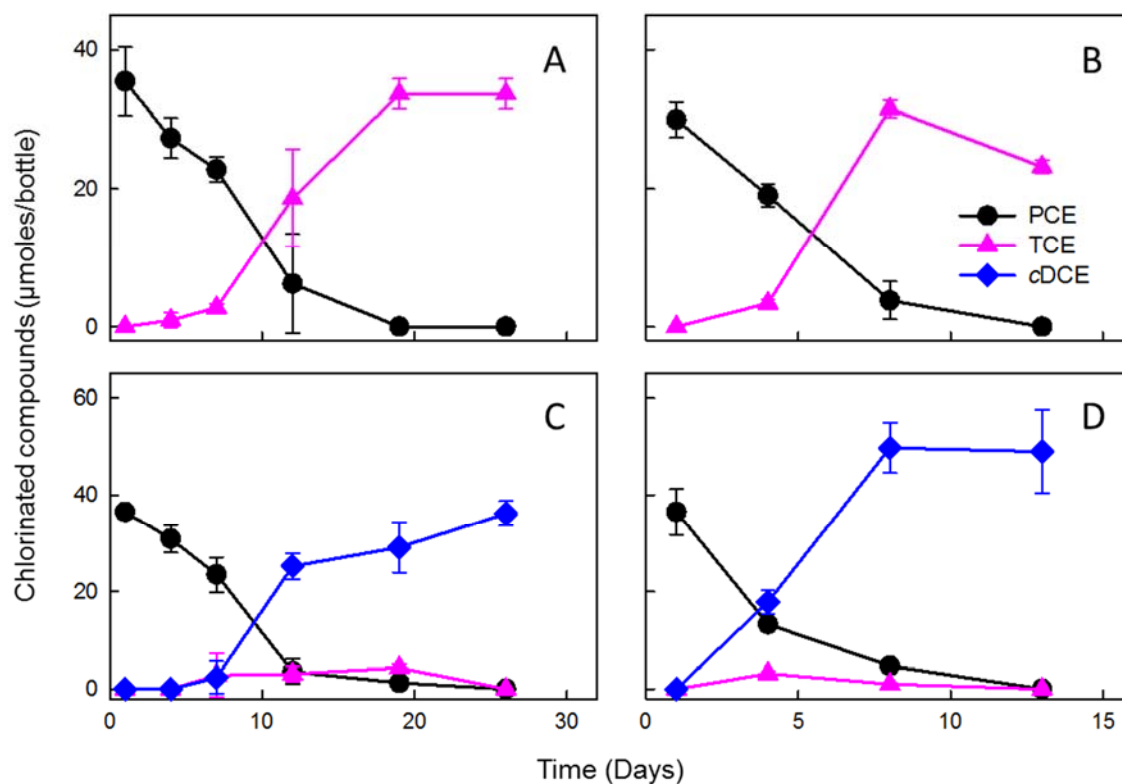 Chlorinated compounds (µmoles/bottle)
40
20
0
A
B
PCE
TCE
cDCE
60
40
20
0
C
D
0 10 20 30
0 5 10 15
Time (Days)